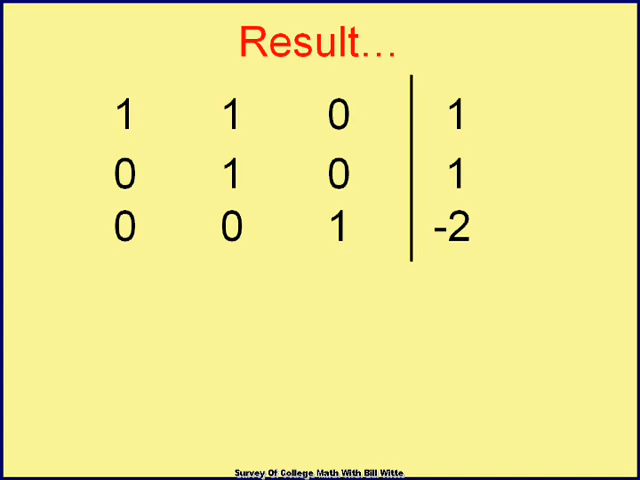 Result...
1 1 0 1
0 1 0 1
0 0 1 -2
Survey Of College Math With Bill Witte